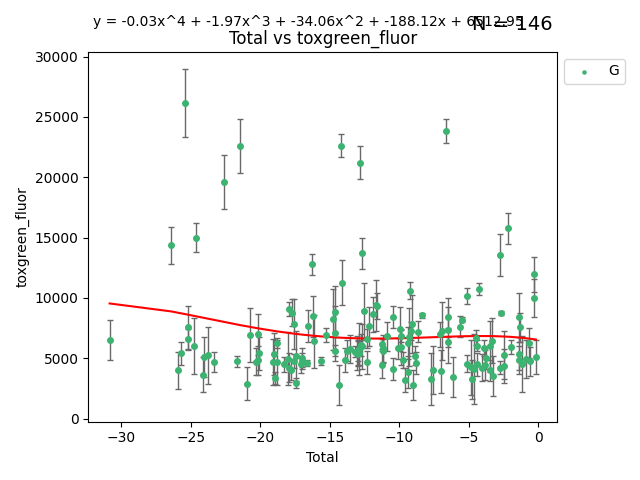 y = -0.03x^4 + -1.97x^3 + -34.06x^2 + -188.12x + 6512.95
N = 146
Total vs toxgreen_fluor
G
30000
25000
20000
15000
10000
5000
0
toxgreen_fluor
−30 −25 −20 −15 −10 −5 0
Total